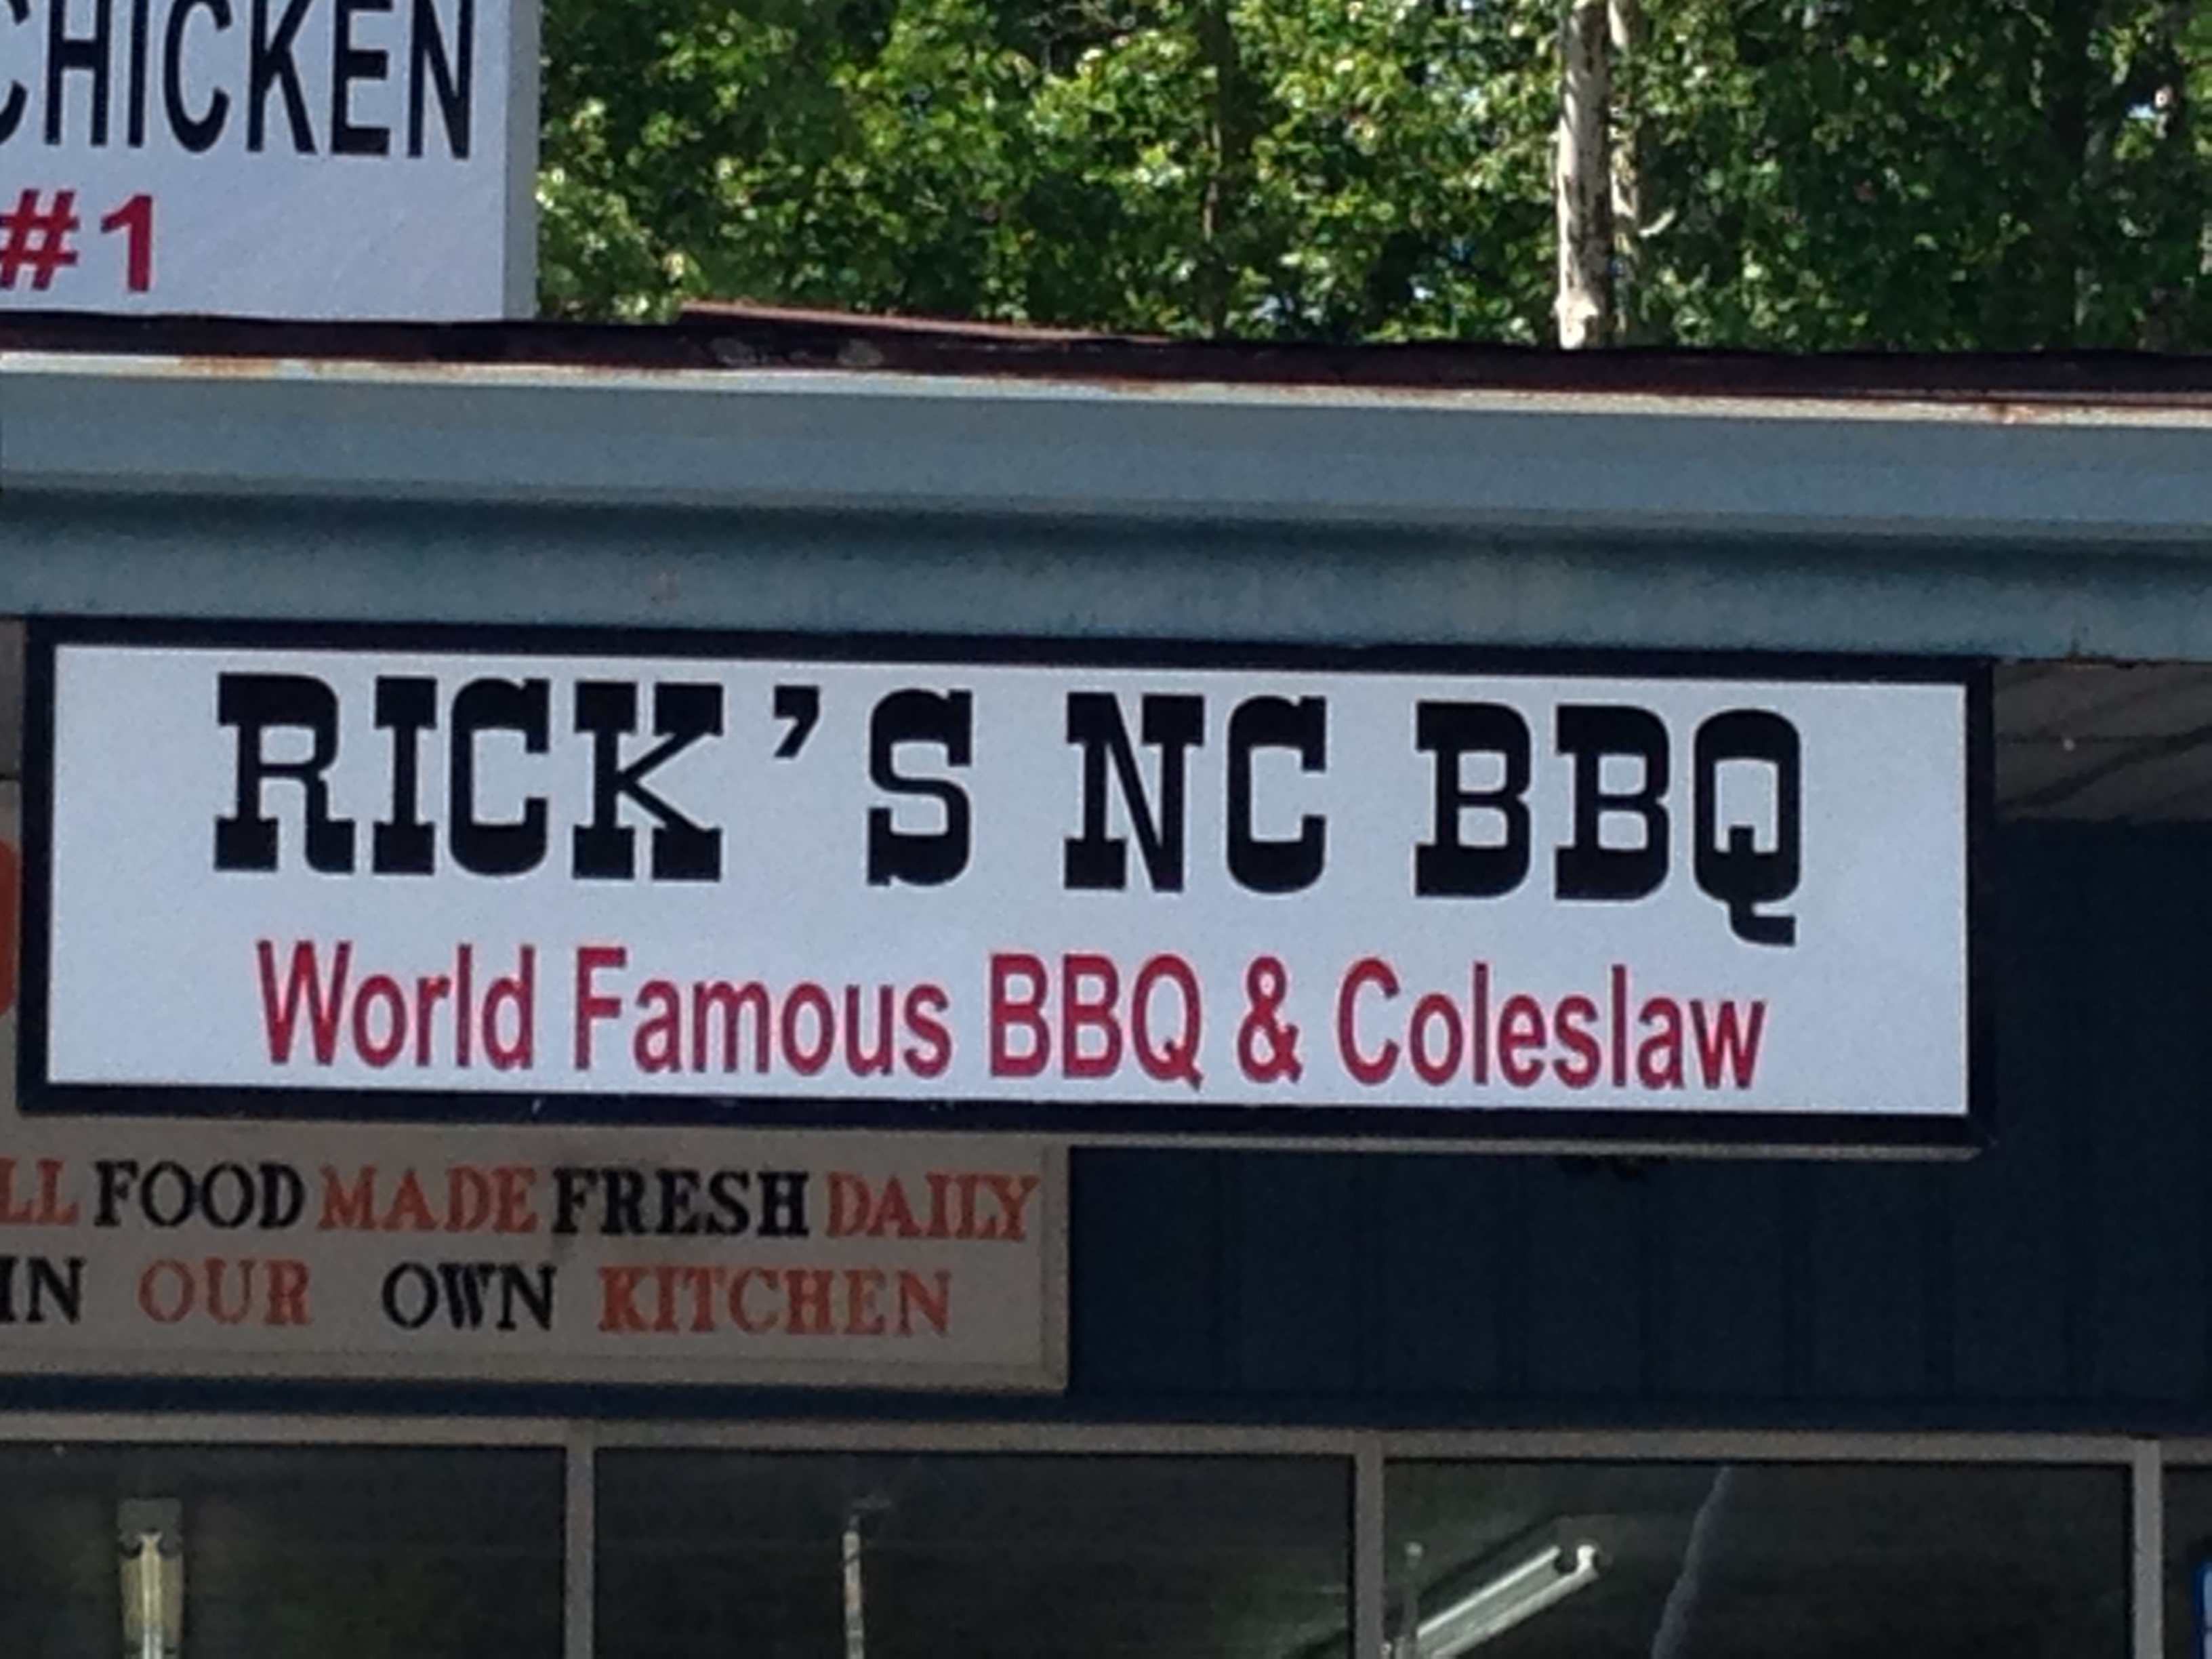 CHICKEN
#1
RICK'S NC BBQ
World Famous BBQ & Coleslaw
FOOD MADE FRESH DAILY
IN OUR OWN KITCHEN